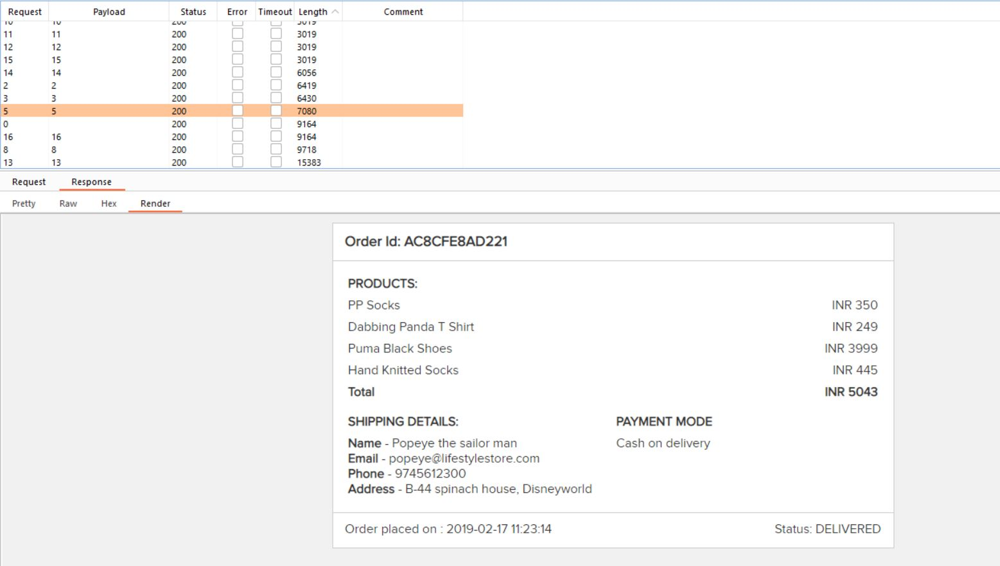 Request Payload Status Error Timeout Length Comment
10 10 200 3019
11 11 200 3019
12 12 200 3019
15 15 200 3019
14 14 200 6056
2 2 200 6419
3 3 200 6430
5 5 200 7080
0 200 9164
16 16 200 9164
8 8 200 9718
13 13 200 15383
Request Response
Pretty Raw Hex Render
Order Id: AC8CFE8AD221
PRODUCTS:
PP Socks INR 350
Dabbing Panda T Shirt INR 249
Puma Black Shoes INR 3999
Hand Knitted Socks INR 445
Total INR 5043
SHIPPING DETAILS: PAYMENT MODE
Name - Popeye the sailor man Cash on delivery
Email - popeye@lifestylestore.com
Phone - 9745612300
Address - B-44 spinach house, Disneyworld
Order placed on : 2019-02-17 11:23:14 Status: DELIVERED